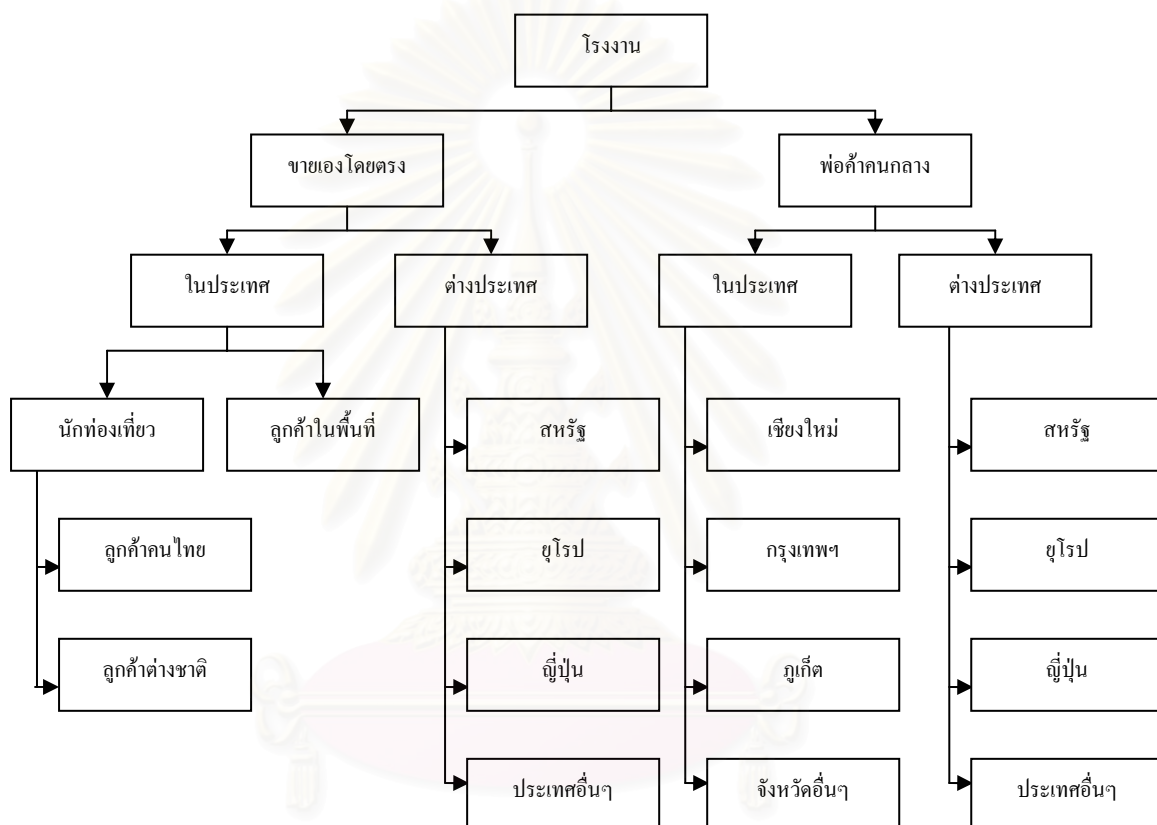 โรงงาน
ขายเองโดยตรง
พ่อค้าคนกลาง
ในประเทศ
ต่างประเทศ
ในประเทศ
ต่างประเทศ
นักท่องเที่ยว
ลูกค้าในพื้นที่
สหรัฐ
เชียงใหม่
สหรัฐ
ลูกค้าคนไทย
ยุโรป
กรุงเทพฯ
ยุโรป
ลูกค้าต่างชาติ
ญี่ปุ่น
ภูเก็ต
ญี่ปุ่น
ประเทศอื่นๆ
จังหวัดอื่นๆ
ประเทศอื่นๆ